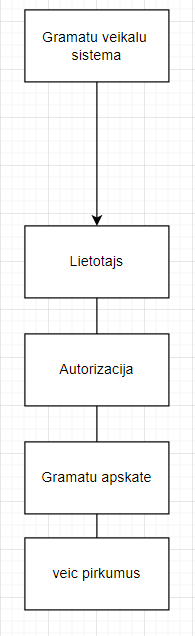 Gramatu veikalu
sistema
Lietotajs
Autorizacija
Gramatu apskate
veic pirkumus